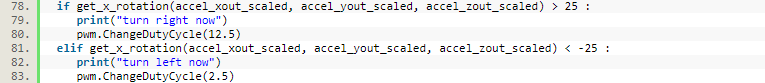 78. if get_x_rotation(accel_xout_scaled, accel_yout_scaled, accel_zout_scaled) > 25 :
79. print("turn right now")
80. pwm.ChangeDutyCycle(12.5)
81. elif get_x_rotation(accel_xout_scaled, accel_yout_scaled, accel_zout_scaled) < -25 :
82. print("turn left now")
83. pwm.ChangeDutyCycle(2.5)